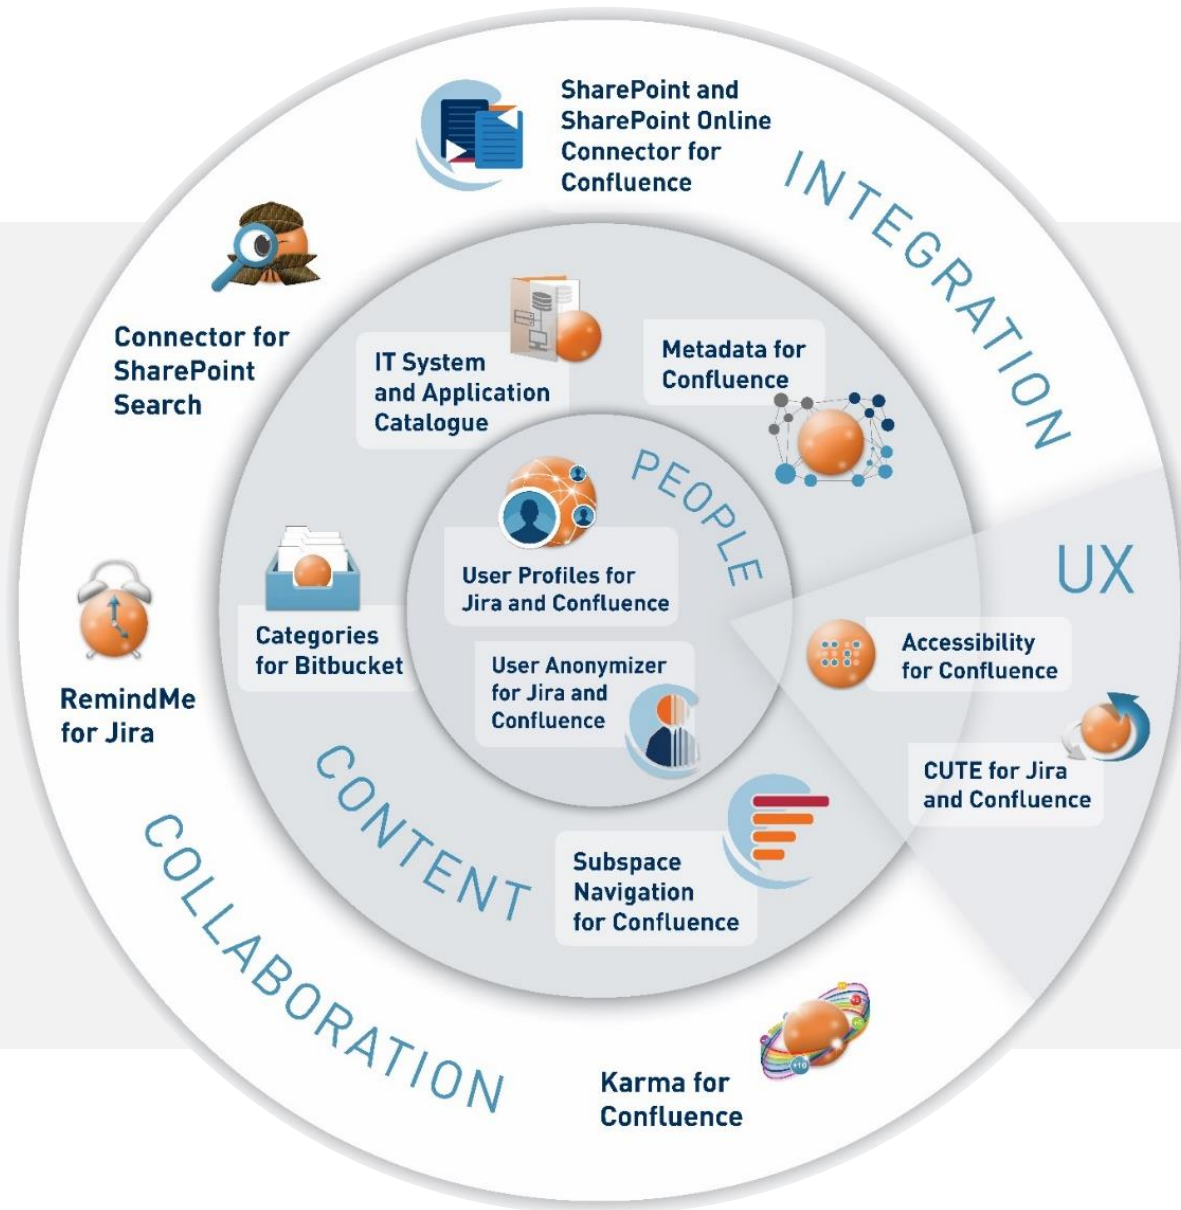 SharePoint and
SharePoint Online
Connector for
Confluence
INTEGRATION
Connector for
SharePoint
Search
IT System
and Application
Catalogue
Metadata for
Confluence
PEOPLE
User Profiles for
Jira and Confluence
UX
Categories
for Bitbucket
Accessibility
for Confluence
User Anonymizer
for Jira and
Confluence
RemindMe
for Jira
CUTE for Jira
and Confluence
CONTENT
Subspace
Navigation
for Confluence
COLLABORATION
Karma for
Confluence
+10